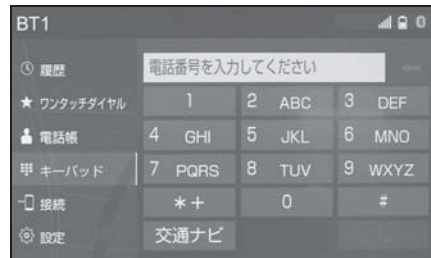 BT1 0
履歴 電話番号を入力してください
ワンタッチダイヤル 1 2 ABC 3 DEF
電話帳 4 GHI 5 JKL 6 MNO
キーパッド 7 PQRS 8 TUV 9 WXYZ
接続 *+ 0 #
設定 交通ナビ